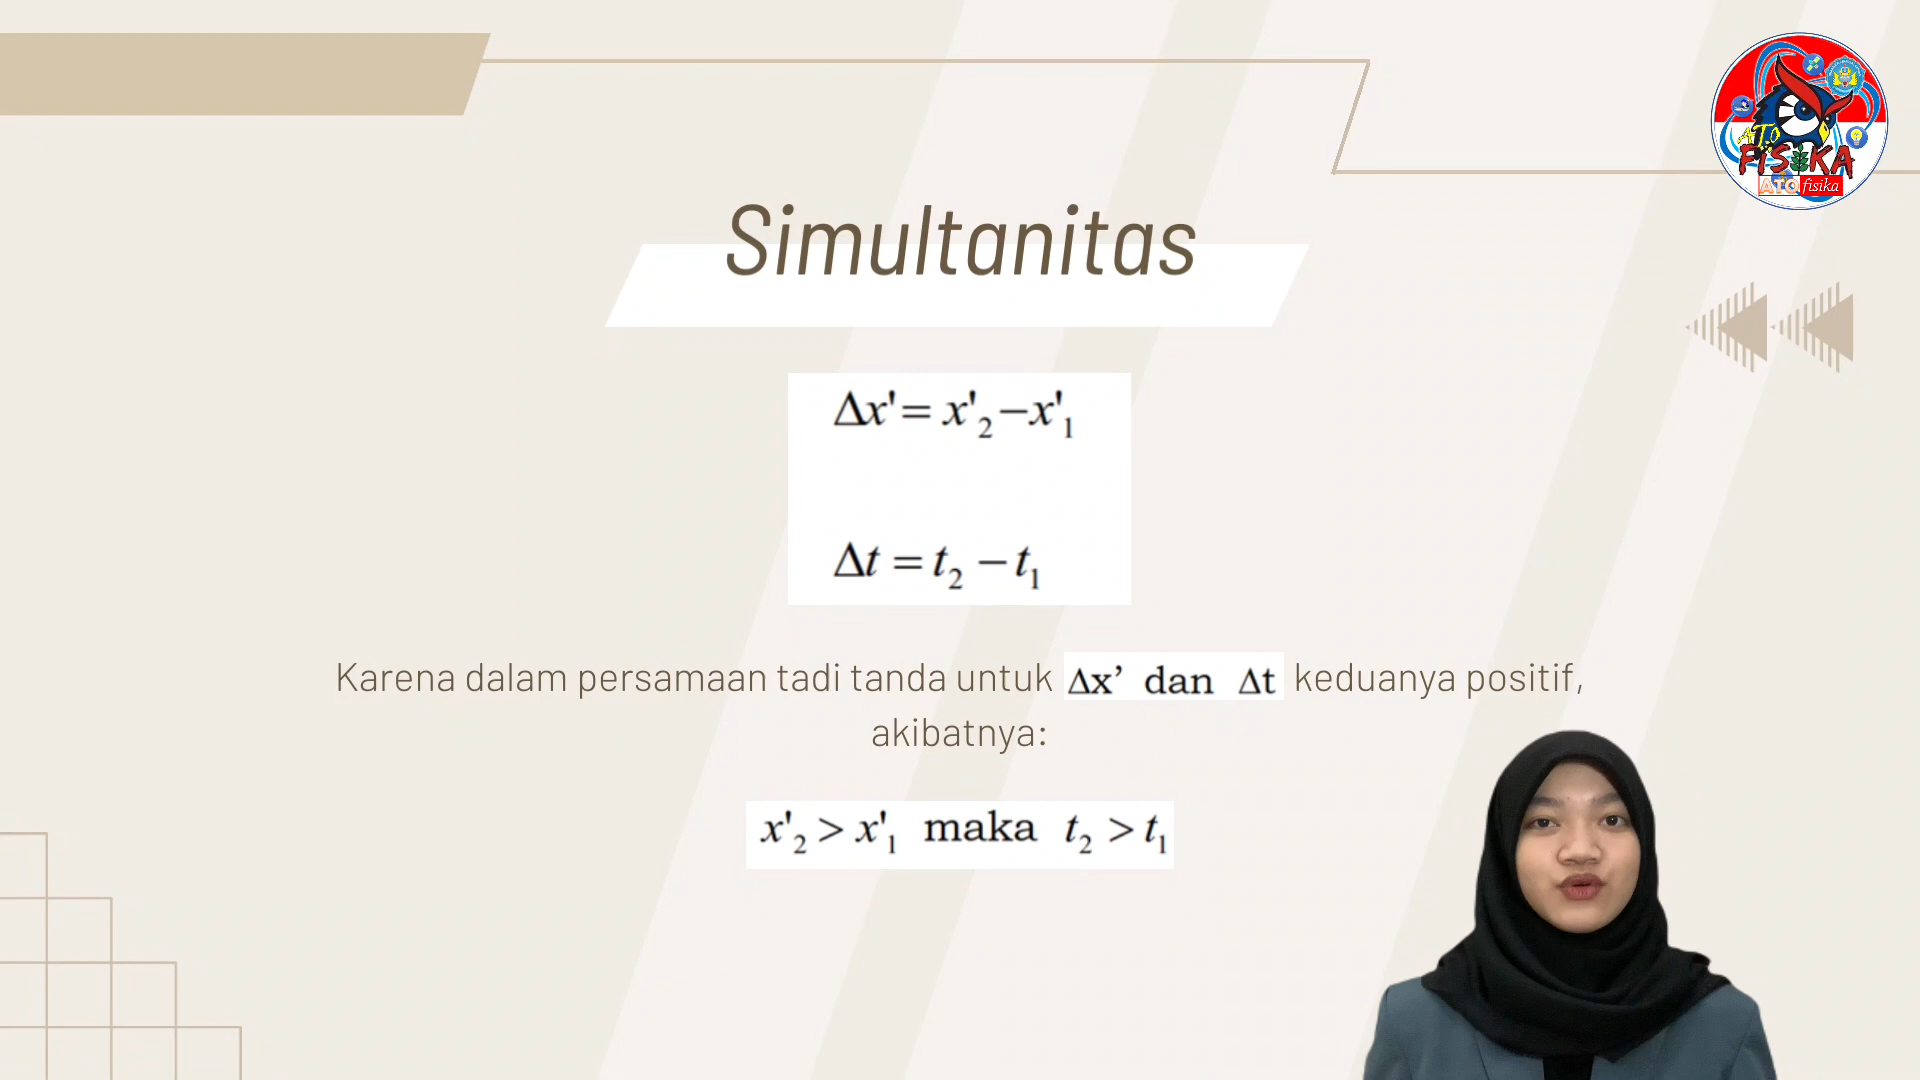 ATO
FISIKA
ATO fisika
Simultanitas
Δx'= x'₂−x'₁
Δt = t₂ − t₁
Karena dalam persamaan tadi tanda untuk Δx’ dan Δt keduanya positif,
akibatnya:
x'₂ > x'₁ maka t₂ > t₁